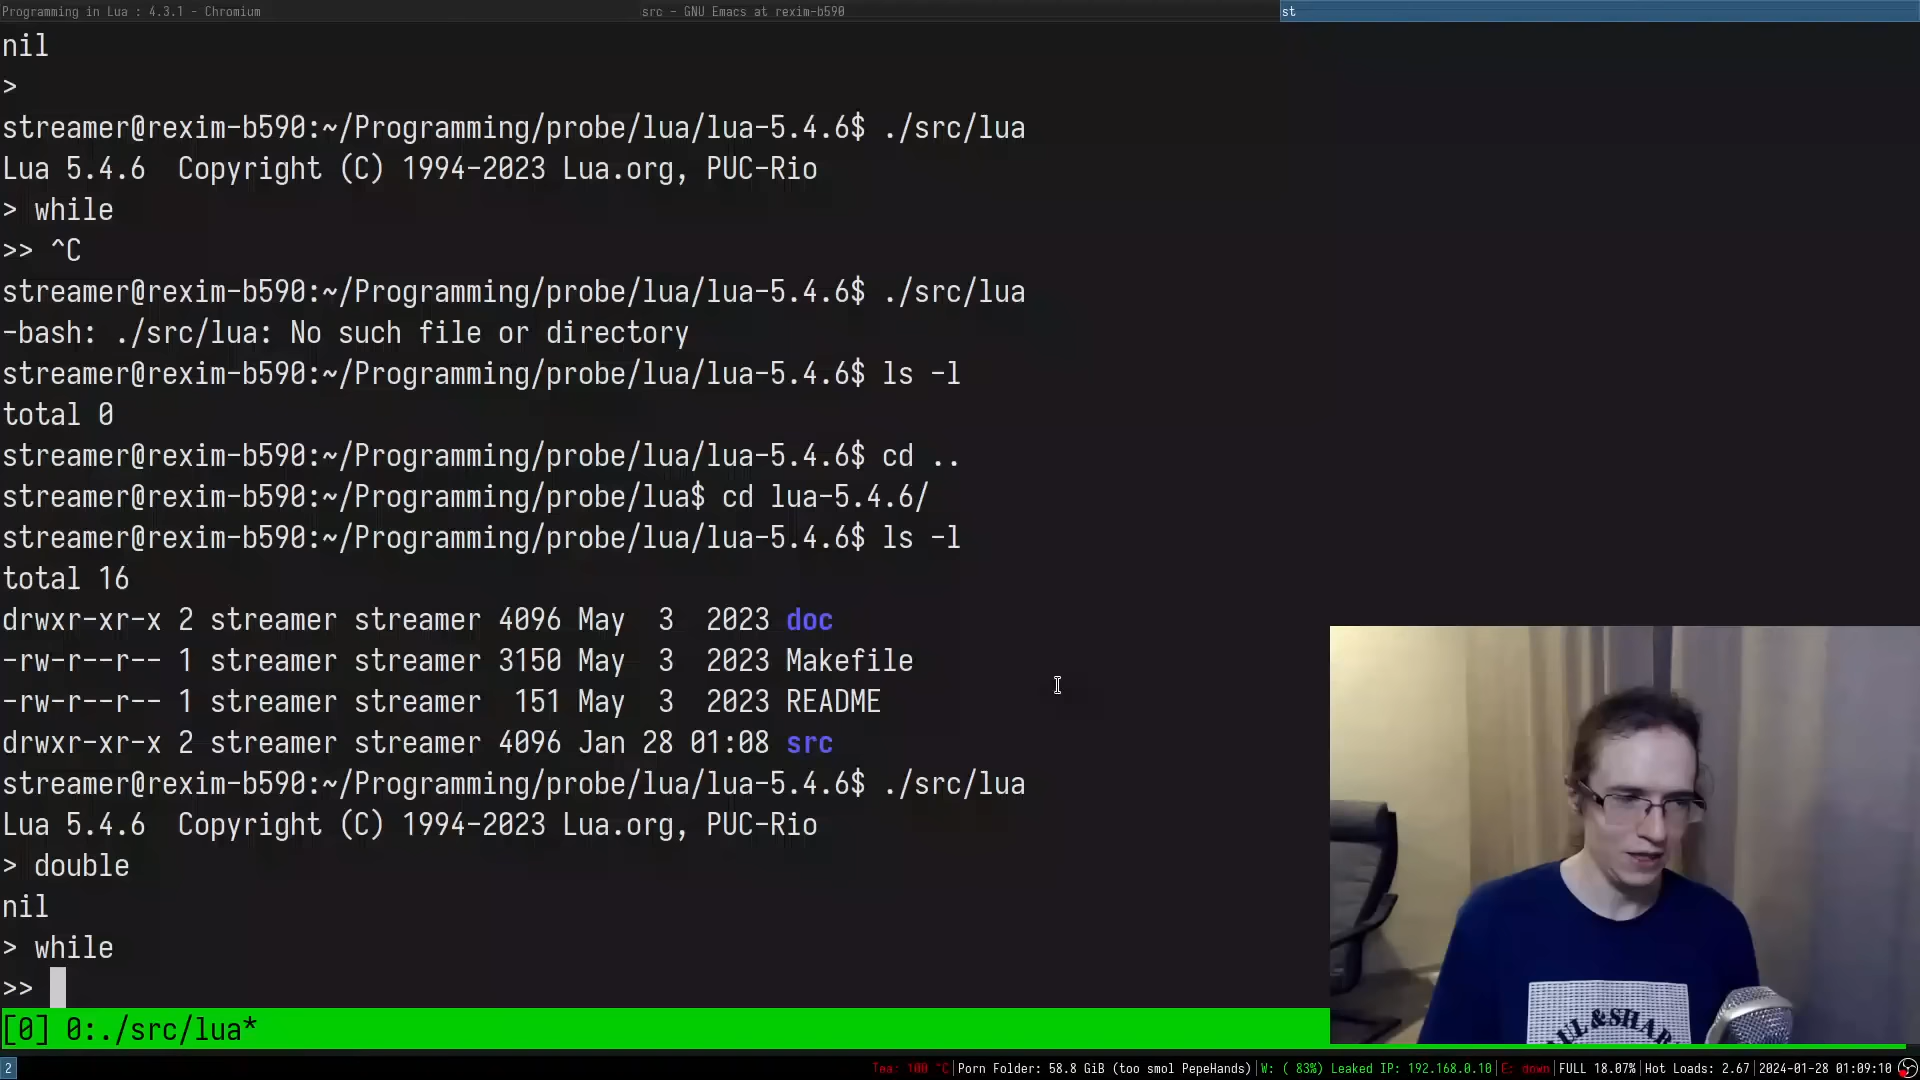 Programming in Lua : 4.3.1 - Chromium
src - GNU Emacs at rexim-b590
st
nil
>
streamer@rexim-b590:~/Programming/probe/lua/lua-5.4.6$ ./src/lua
Lua 5.4.6  Copyright (C) 1994-2023 Lua.org, PUC-Rio
> while
>> ^C
streamer@rexim-b590:~/Programming/probe/lua/lua-5.4.6$ ./src/lua
-bash: ./src/lua: No such file or directory
streamer@rexim-b590:~/Programming/probe/lua/lua-5.4.6$ ls -l
total 0
streamer@rexim-b590:~/Programming/probe/lua/lua-5.4.6$ cd ..
streamer@rexim-b590:~/Programming/probe/lua$ cd lua-5.4.6/
streamer@rexim-b590:~/Programming/probe/lua/lua-5.4.6$ ls -l
total 16
drwxr-xr-x 2 streamer streamer 4096 May  3  2023 doc
-rw-r--r-- 1 streamer streamer 3150 May  3  2023 Makefile
-rw-r--r-- 1 streamer streamer  151 May  3  2023 README
drwxr-xr-x 2 streamer streamer 4096 Jan 28 01:08 src
streamer@rexim-b590:~/Programming/probe/lua/lua-5.4.6$ ./src/lua
Lua 5.4.6  Copyright (C) 1994-2023 Lua.org, PUC-Rio
> double
nil
> while
>>
[0] 0:./src/lua*
2
Tea: 100 °C|Porn Folder: 58.8 GiB (too smol PepeHands)|W: ( 83%) Leaked IP: 192.168.0.10|E: down|FULL 18.07%|Hot Loads: 2.67|2024-01-28 01:09:10